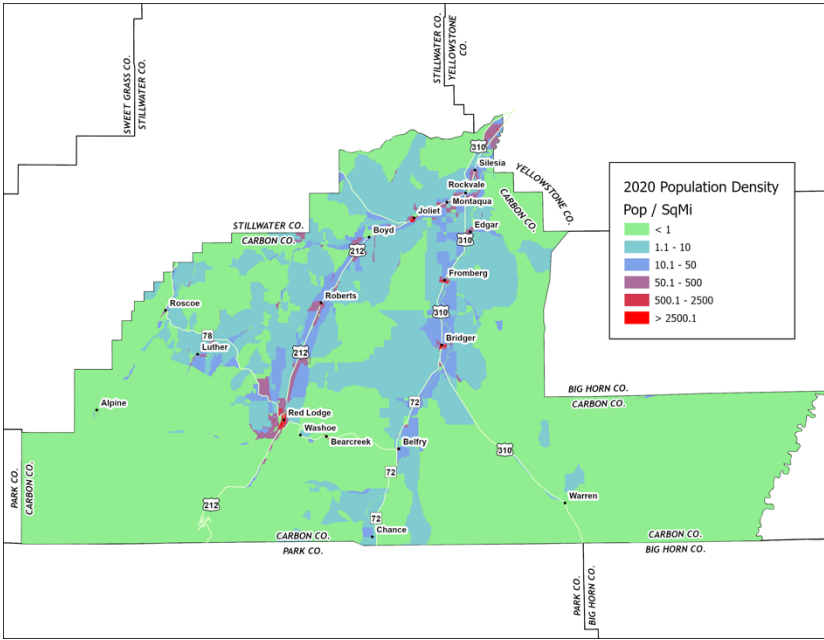 SWEET GRASS CO.
STILLWATER CO.
STILLWATER CO.
YELLOWSTONE
CO.
310
Silesia
YELLOWSTONE CO.
CARBON CO.
Rockvale
Montaqua
Joliet
Edgar
310
STILLWATER CO.
CARBON CO.
Boyd
212
Fromberg
Roberts
Roscoe
310
78
Luther
212
Bridger
BIG HORN CO.
CARBON CO.
Alpine
72
Red Lodge
Washoe
Bearcreek
Belfry
310
PARK CO.
CARBON CO.
72
212
Warren
72
Chance
CARBON CO.
PARK CO.
CARBON CO.
BIG HORN CO.
PARK CO.
BIG HORN CO.
2020 Population Density
Pop / SqMi
< 1
1.1 - 10
10.1 - 50
50.1 - 500
500.1 - 2500
> 2500.1